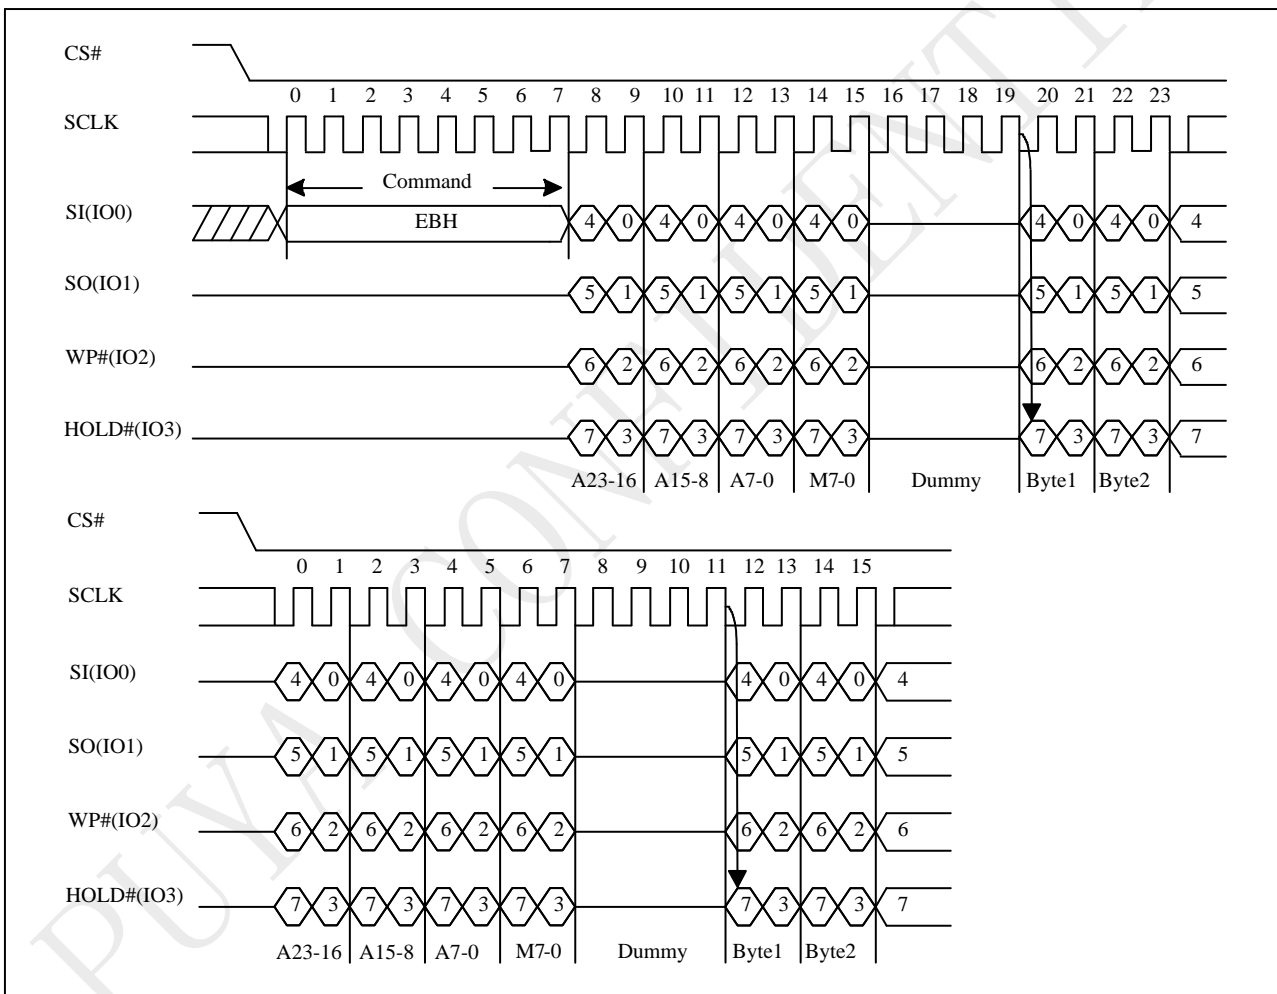 CS#
0 1 2 3 4 5 6 7 8 9 10 11 12 13 14 15 16 17 18 19 20 21 22 23
SCLK
Command
SI(IO0) EBH 4 0 4 0 4 0 4 0 4 0 4 0 4
SO(IO1) 5 1 5 1 5 1 5 1 5 1 5 1 5
WP#(IO2) 6 2 6 2 6 2 6 2 6 2 6 2 6
HOLD#(IO3) 7 3 7 3 7 3 7 3 7 3 7 3 7
A23-16 A15-8 A7-0 M7-0 Dummy Byte1 Byte2
CS#
0 1 2 3 4 5 6 7 8 9 10 11 12 13 14 15
SCLK
SI(IO0) 4 0 4 0 4 0 4 0 4 0 4 0 4
SO(IO1) 5 1 5 1 5 1 5 1 5 1 5 1 5
WP#(IO2) 6 2 6 2 6 2 6 2 6 2 6 2 6
HOLD#(IO3) 7 3 7 3 7 3 7 3 7 3 7 3 7
A23-16 A15-8 A7-0 M7-0 Dummy Byte1 Byte2
PUYA CONFIDENTI